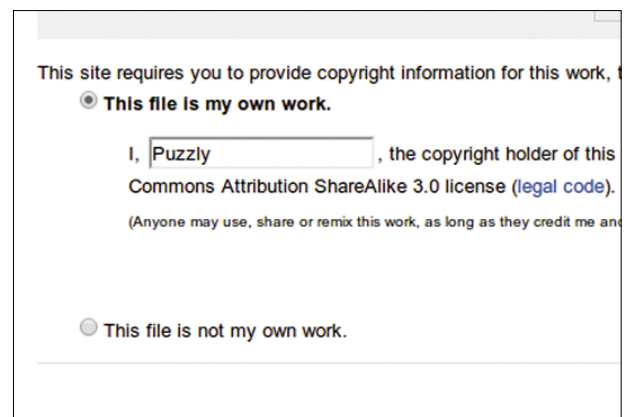 This site requires you to provide copyright information for this work, t
This file is my own work.
I, Puzzly , the copyright holder of this
Commons Attribution ShareAlike 3.0 license (legal code).
(Anyone may use, share or remix this work, as long as they credit me and
This file is not my own work.